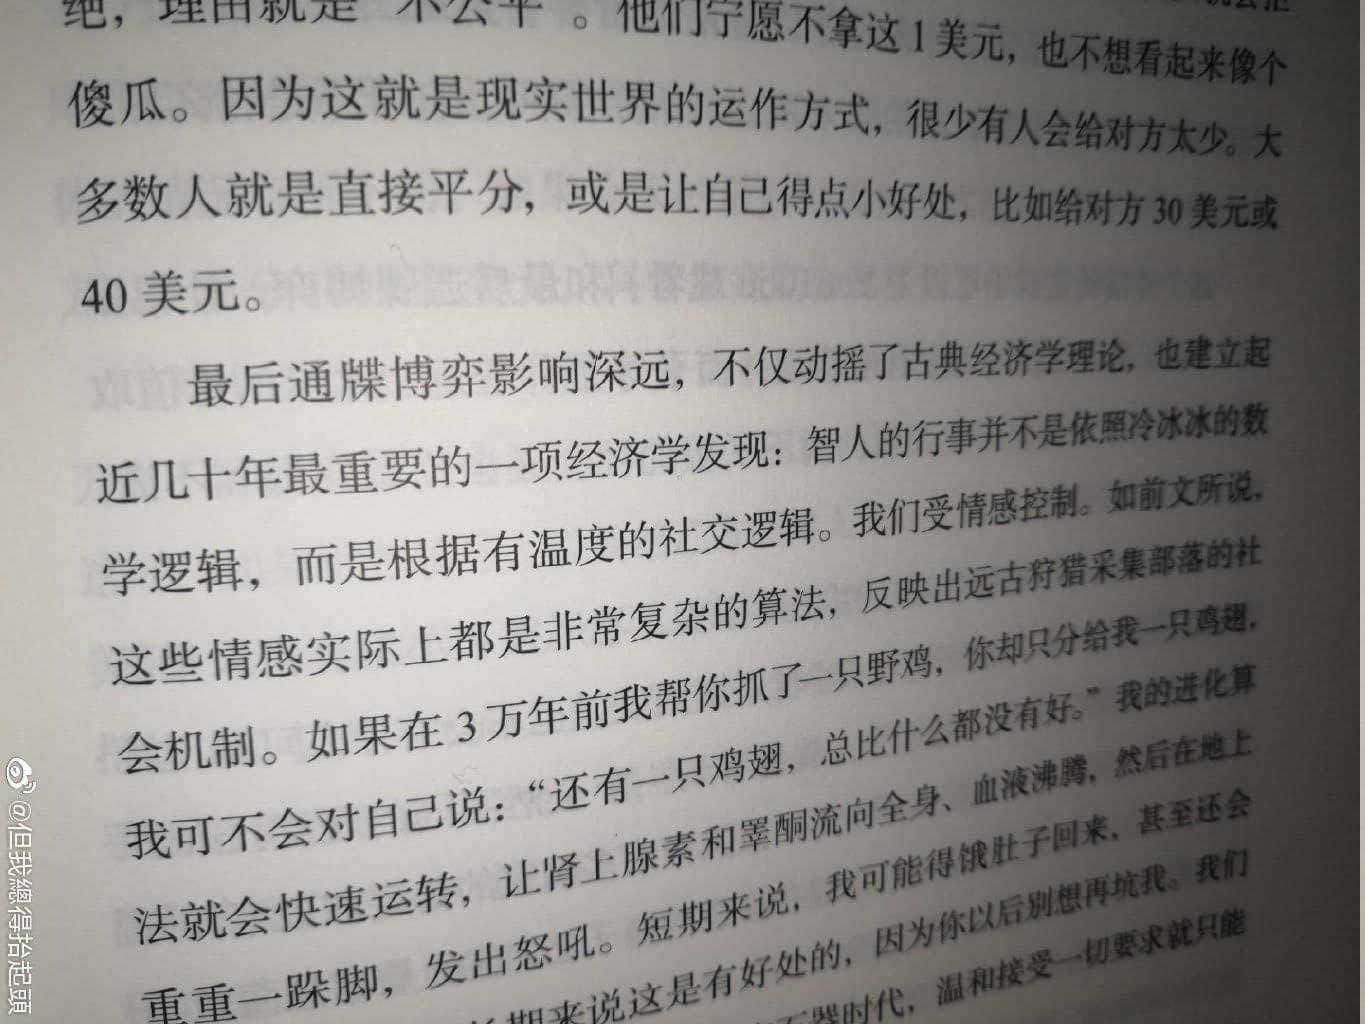 绝，理由就是“不公平”。他们宁愿不拿这1美元，也不想看起来像个
傻瓜。因为这就是现实世界的运作方式，很少有人会给对方太少。大
多数人就是直接平分，或是让自己得点小好处，比如给对方30美元或
40美元。
最后通牒博弈影响深远，不仅动摇了古典经济学理论，也建立起
近几十年最重要的一项经济学发现：智人的行事并不是依照冷冰冰的数
学逻辑，而是根据有温度的社交逻辑。我们受情感控制。如前文所说，
这些情感实际上都是非常复杂的算法，反映出远古狩猎采集部落的社
会机制。如果在3万年前我帮你抓了一只野鸡，你却只分给我一只鸡翅，
我可不会对自己说：“还有一只鸡翅，总比什么都没有好。”我的进化算
法就会快速运转，让肾上腺素和睾酮流向全身、血液沸腾，然后在地上
重重一跺脚，发出怒吼。短期来说，我可能得饿肚子回来，甚至还会
期来说这是有好处的，因为你以后别想再坑我。我们
石器时代，温和接受一切要求就只能
@但我總得抬起頭